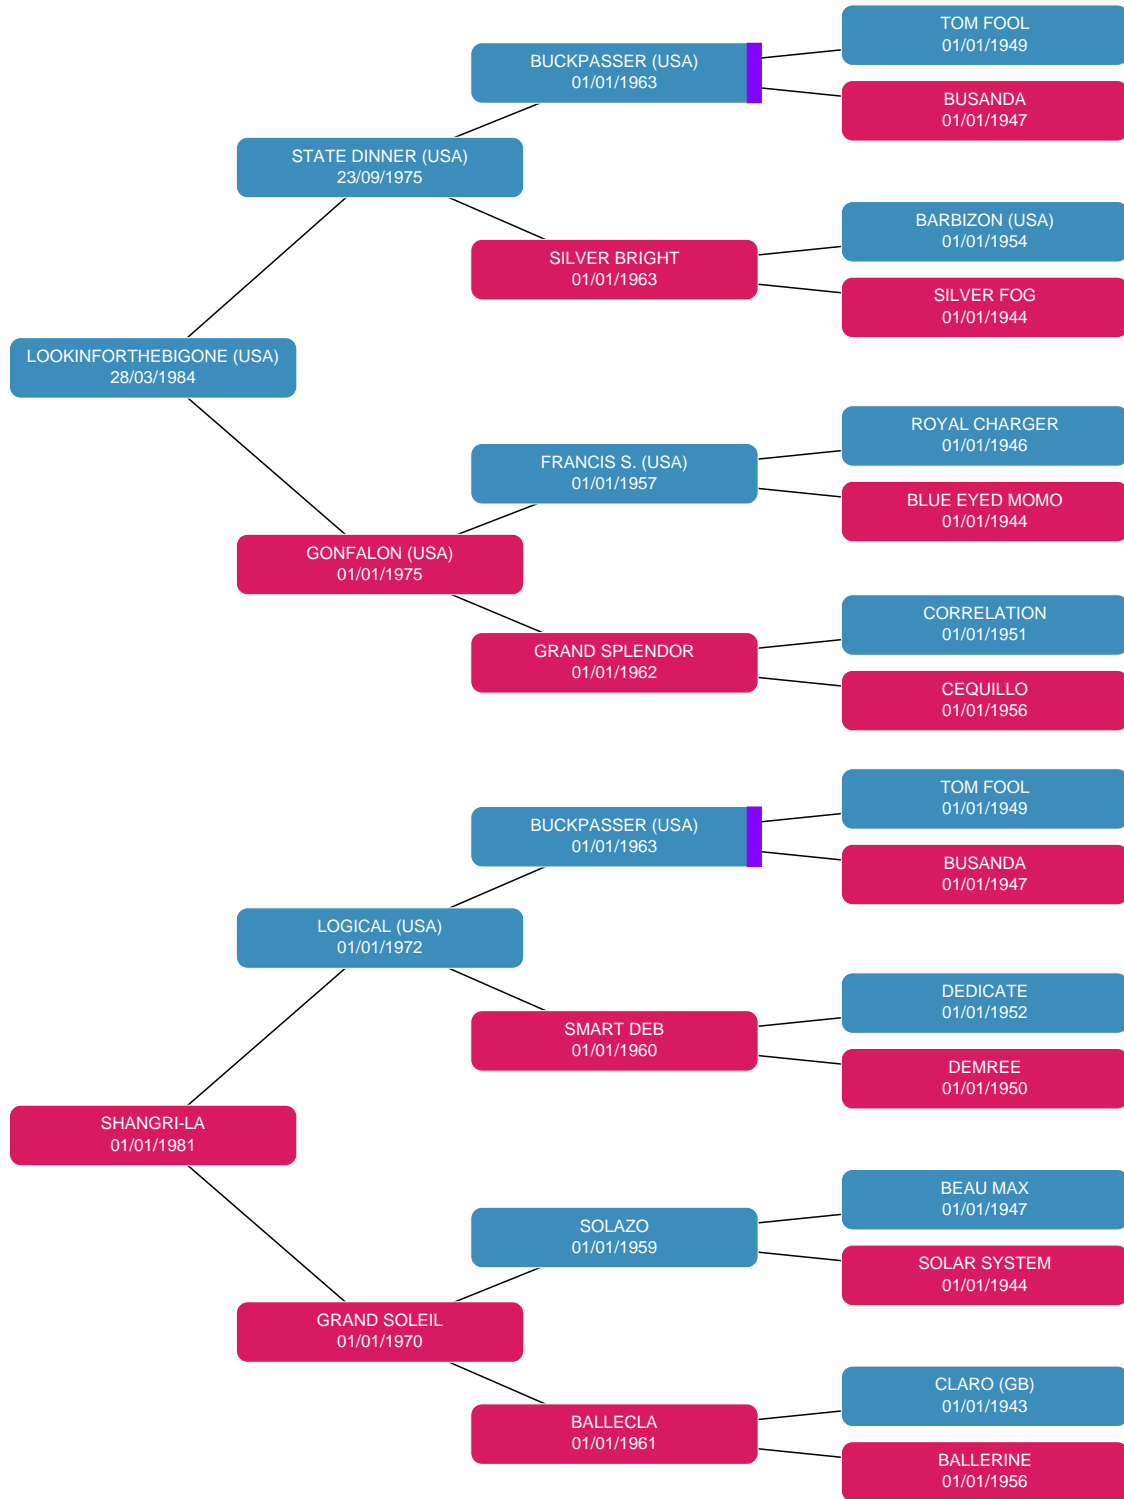 TOM FOOL
01/01/1949
BUCKPASSER (USA)
01/01/1963
BUSANDA
01/01/1947
STATE DINNER (USA)
23/09/1975
BARBIZON (USA)
01/01/1954
SILVER BRIGHT
01/01/1963
SILVER FOG
01/01/1944
LOOKINFORTHEBIGONE (USA)
28/03/1984
ROYAL CHARGER
01/01/1946
FRANCIS S. (USA)
01/01/1957
BLUE EYED MOMO
01/01/1944
GONFALON (USA)
01/01/1975
CORRELATION
01/01/1951
GRAND SPLENDOR
01/01/1962
CEQUILLO
01/01/1956
TOM FOOL
01/01/1949
BUCKPASSER (USA)
01/01/1963
BUSANDA
01/01/1947
LOGICAL (USA)
01/01/1972
DEDICATE
01/01/1952
SMART DEB
01/01/1960
DEMREE
01/01/1950
SHANGRI-LA
01/01/1981
BEAU MAX
01/01/1947
SOLAZO
01/01/1959
SOLAR SYSTEM
01/01/1944
GRAND SOLEIL
01/01/1970
CLARO (GB)
01/01/1943
BALLECLA
01/01/1961
BALLERINE
01/01/1956